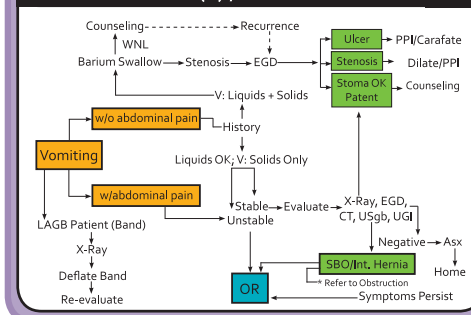 Counseling
Recurrence
WNL
Barium Swallow
Stenosis
EGD
Ulcer
PPI/Carafate
Stenosis
Dilate/PPI
Stoma OK
Patent
Counseling
V: Liquids + Solids
w/o abdominal pain
History
Vomiting
Liquids OK; V: Solids Only
w/abdominal pain
Stable
Unstable
Evaluate
X-Ray, EGD,
CT, USgb, UGI
LAGB Patient (Band)
X-Ray
Deflate Band
Re-evaluate
Negative
Asx
Home
SBO/Int. Hernia
* Refer to Obstruction
OR
Symptoms Persist